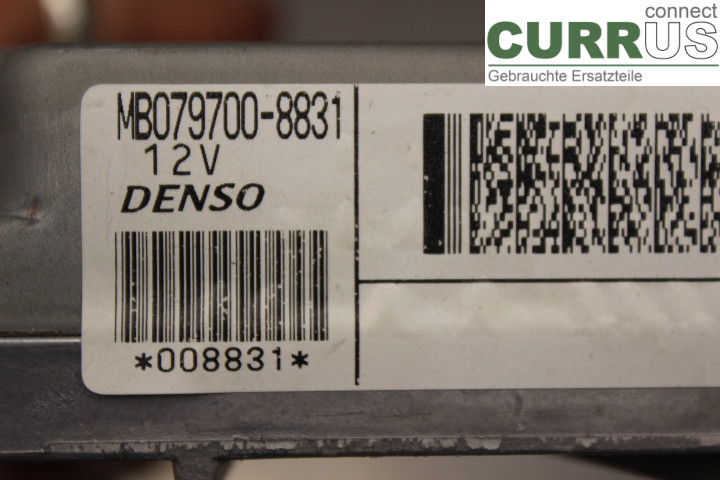 connect
CURRUS
Gebrauchte Ersatzteile
MB079700-8831
12V
DENSO
*008831*